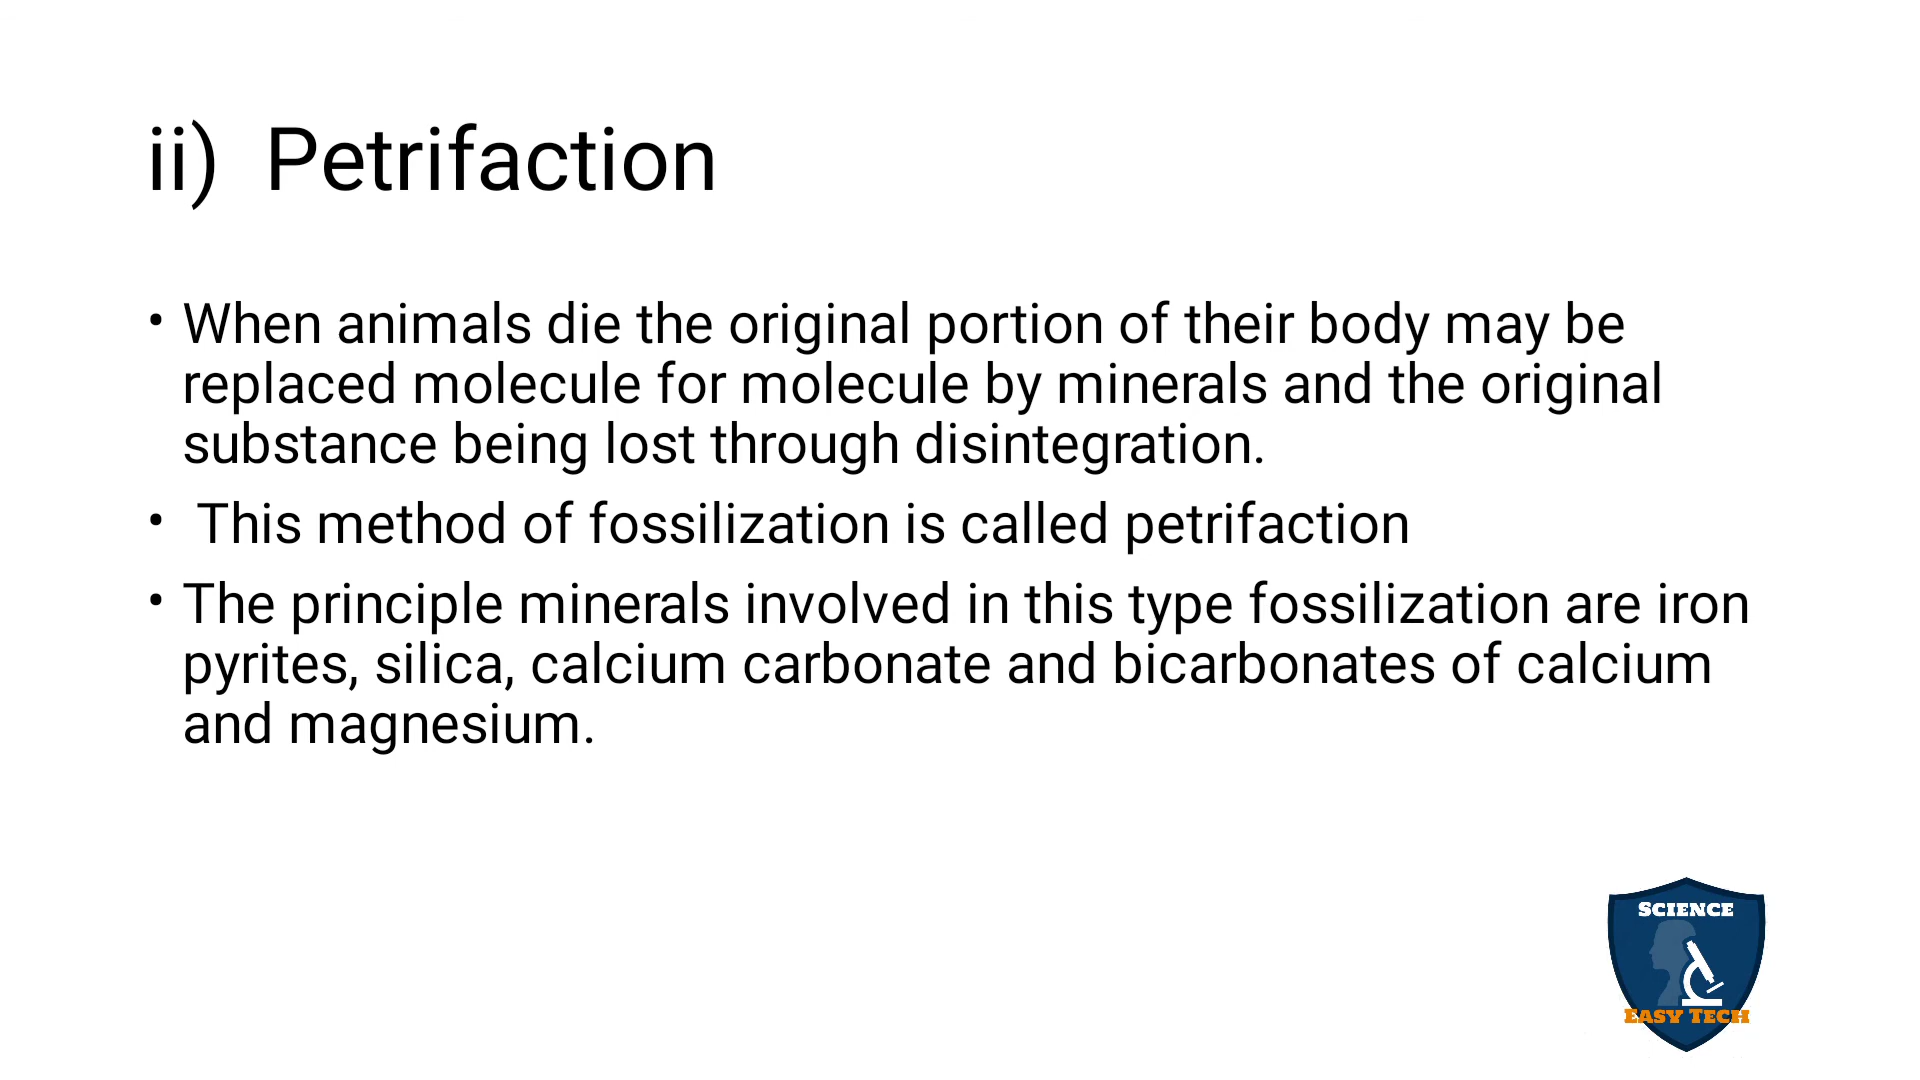 ii)  Petrifaction
• When animals die the original portion of their body may be
replaced molecule for molecule by minerals and the original
substance being lost through disintegration.
•  This method of fossilization is called petrifaction
• The principle minerals involved in this type fossilization are iron
pyrites, silica, calcium carbonate and bicarbonates of calcium
and magnesium.
SCIENCE
EASY TECH